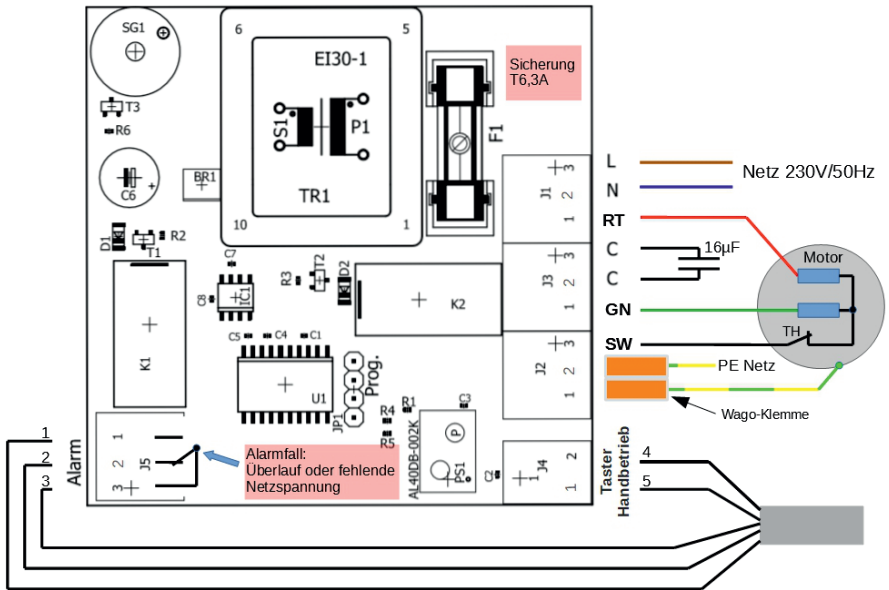 SG1
T3
R6
C6
+
BR1
D1
T1
R2
6
5
EI30-1
S1
P1
TR1
10
1
F1
Sicherung
T6,3A
J1
3
2
1
L
N
RT
Netz 230V/50Hz
C
C
16µF
GN
SW
Motor
TH
PE Netz
Wago-Klemme
J3
3
2
1
J2
3
2
1
C7
C8
IC1
R3
T2
D2
K2
K1
C5
C4
C1
U1
JP1
Prog.
R1
R4
R5
C3
P
PS1
AL40DB-002K
C2
J4
2
1
1
Taster
Handbetrieb
4
5
1
2
3
Alarm
J5
1
2
3
Alarmfall:
Überlauf oder fehlende
Netzspannung